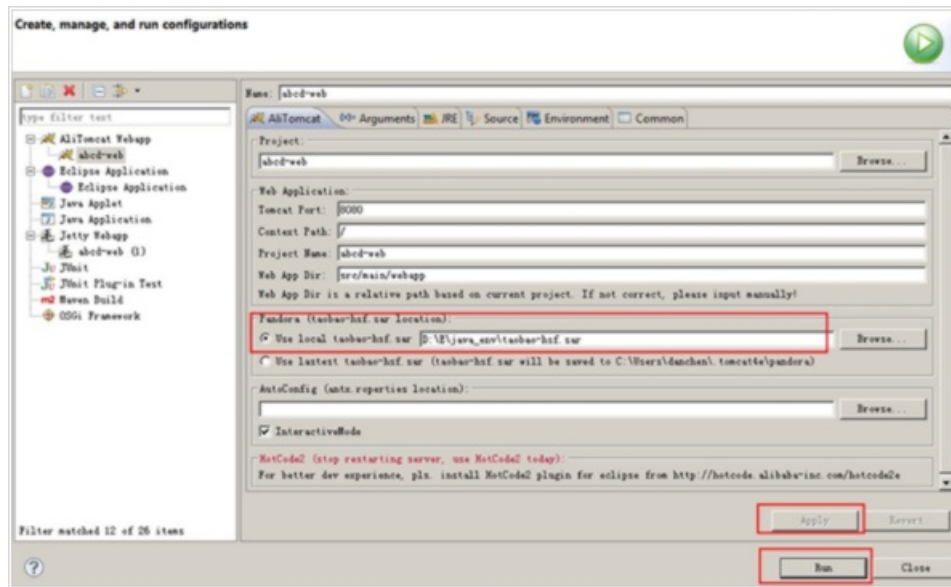 Create, manage, and run configurations
type filter text
AliTomcat Webapp
abcd-web
Eclipse Application
Eclipse Application
Java Applet
Java Application
Jetty Webapp
abcd-web (1)
JUnit
JUnit Plug-in Test
Maven Build
OSGi Framework
Filter matched 12 of 26 items
Name: abcd-web
AliTomcat Arguments JRE Source Environment Common
Project:
abcd-web Browse...
Web Application:
Tomcat Port: 8080
Context Path: /
Project Name: abcd-web
Web App Dir: src/main/webapp
Web App Dir is a relative path based on current project. If not correct, please input manually!
Pandora (taobao-hsf.sar location):
Use local taobao-hsf.sar D:\E\java_env\taobao-hsf.sar Browse...
Use lastest taobao-hsf.sar (taobao-hsf.sar will be saved to C:\Users\danchen\.tomcat4e\pandora)
AutoConfig (antx.roperties location):
Browse...
InteractiveMode
HotCode2 (stop restarting server, use HotCode2 today):
For better dev experience, pls. install HotCode2 plugin for eclipse from http://hotcode.alibaba-inc.com/hotcode2e
Apply Revert
? Run Close